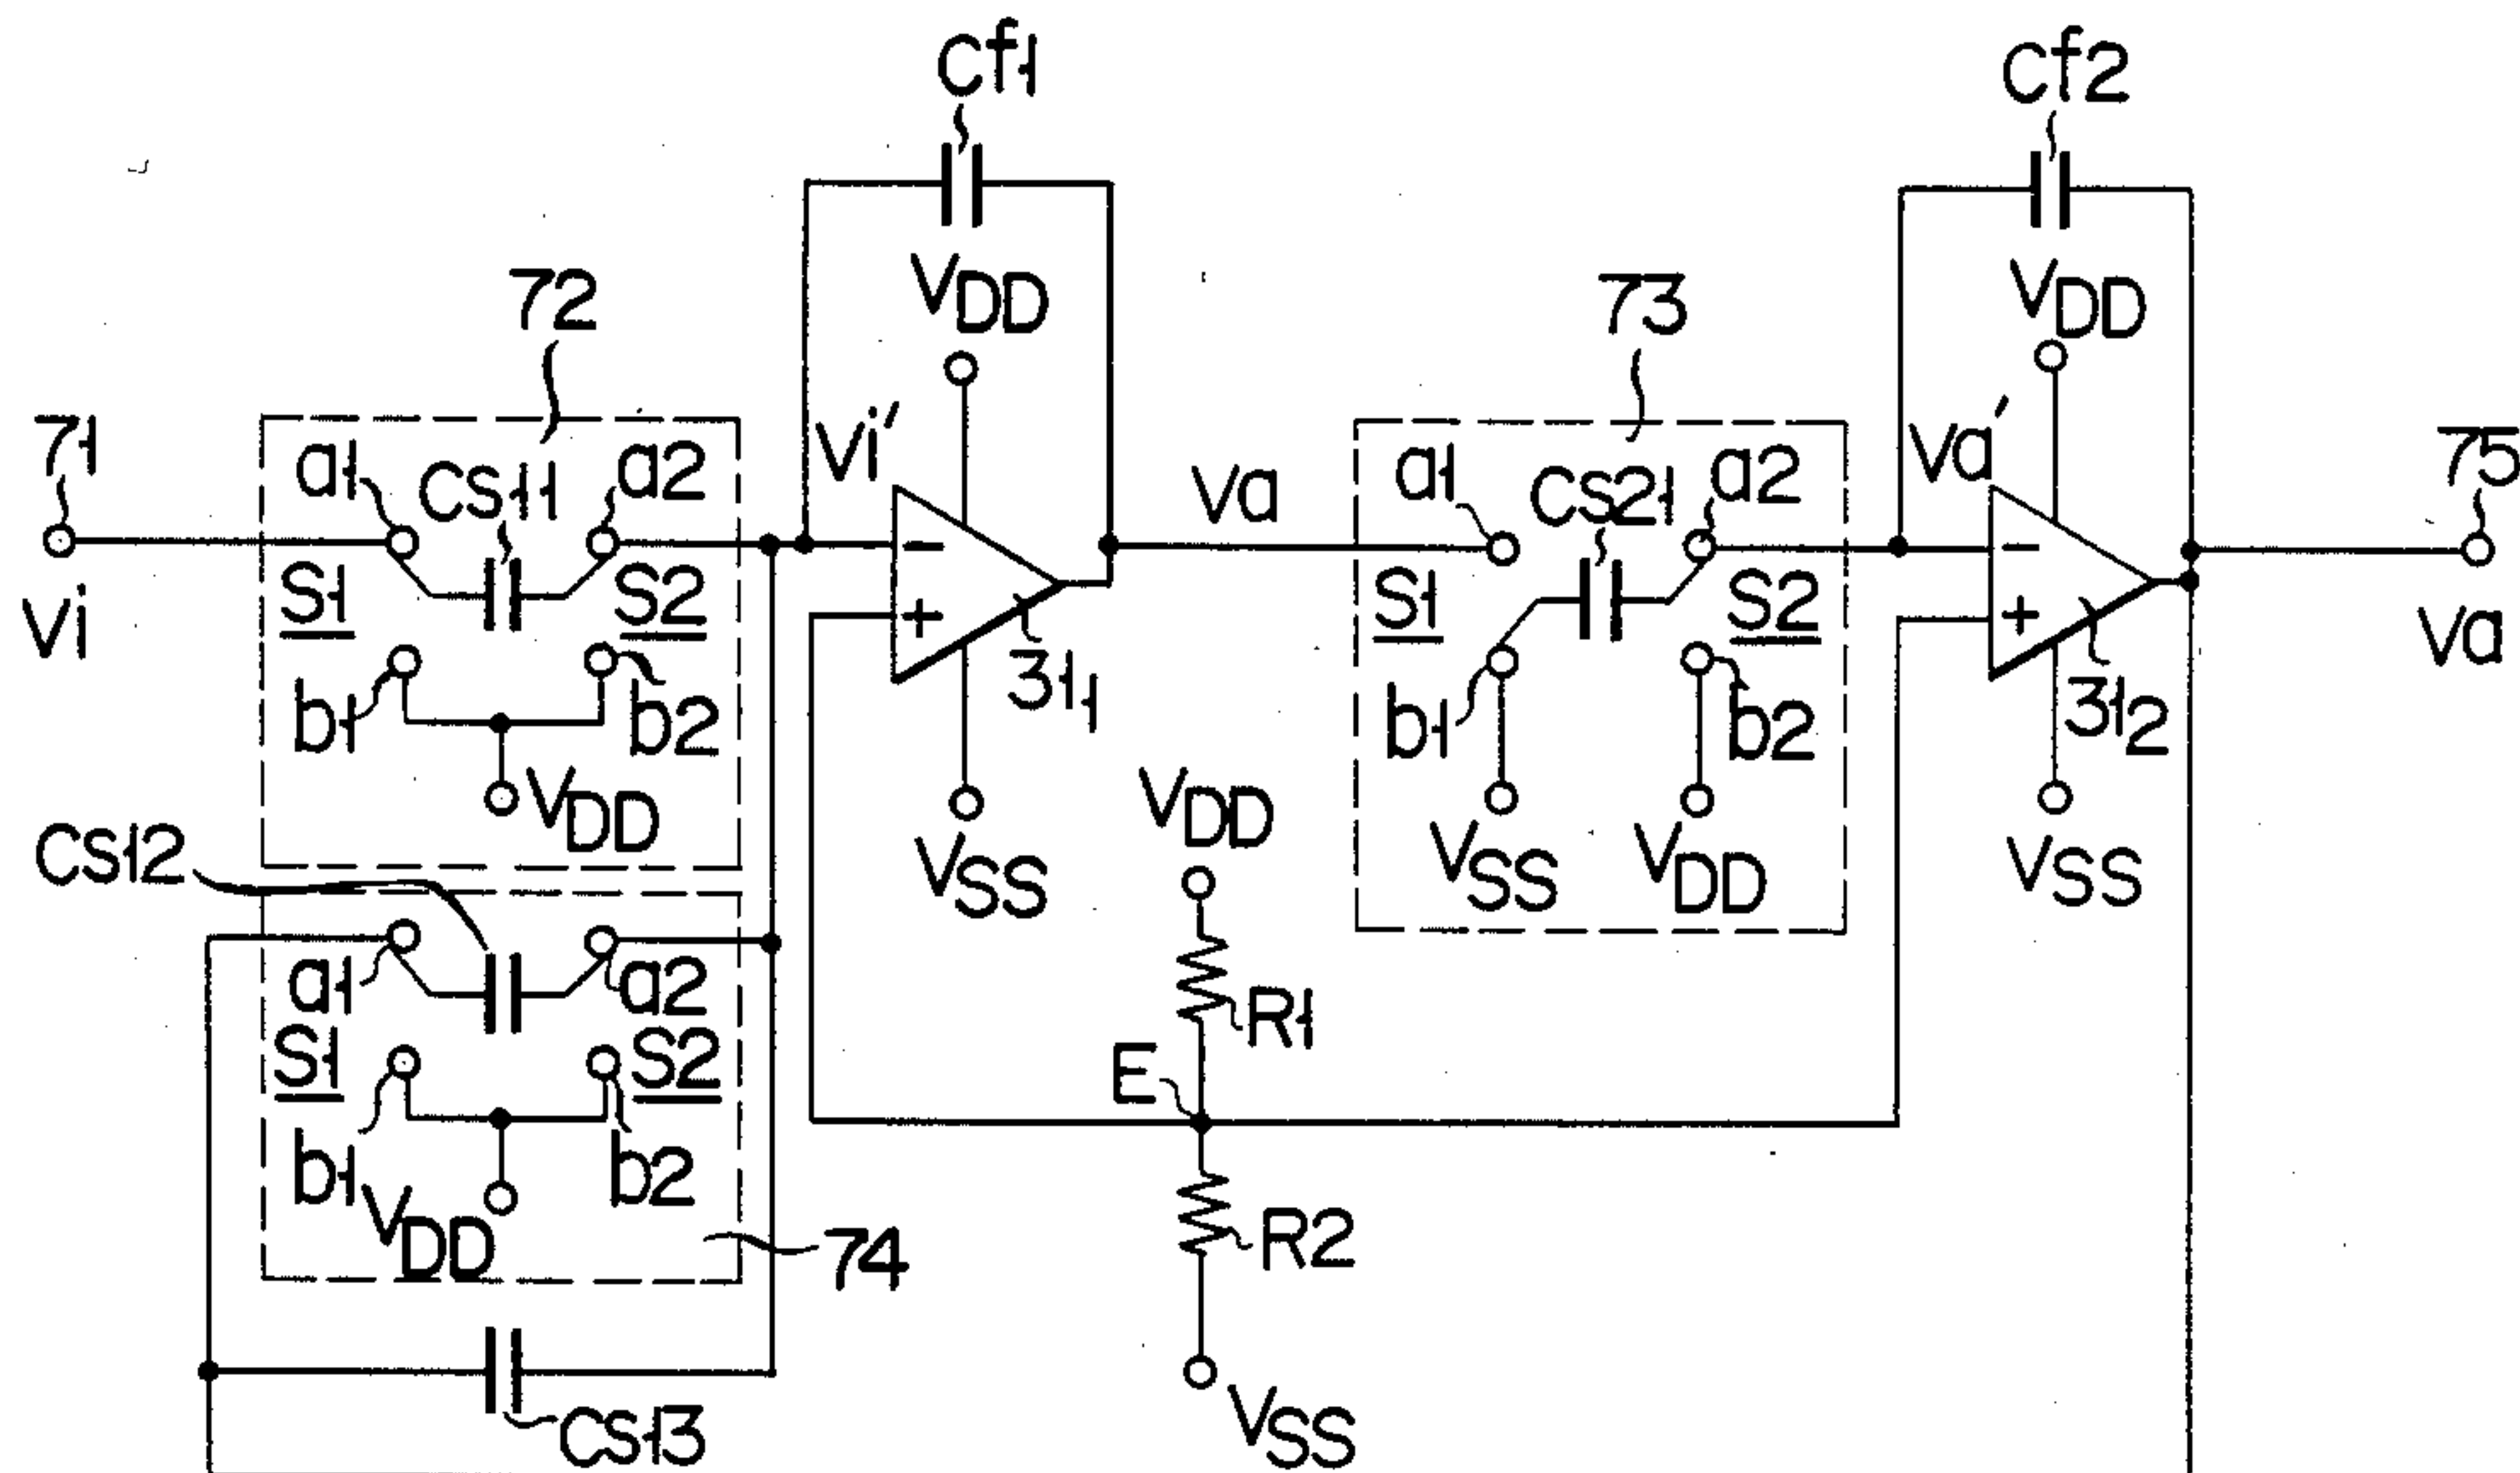 Cf1
Cf2
VDD
VDD
72
73
71
a1
CS11
a2
Vi'
Va
a1
CS21
a2
Va'
75
Vi
S1
S2
S1
S2
Va
b1
b2
31₁
b1
b2
31₂
VDD
VSS
VDD
VSS
VDD
VSS
CS12
a1
a2
R1
S1
S2
E
b1
b2
VDD
74
R2
CS13
VSS